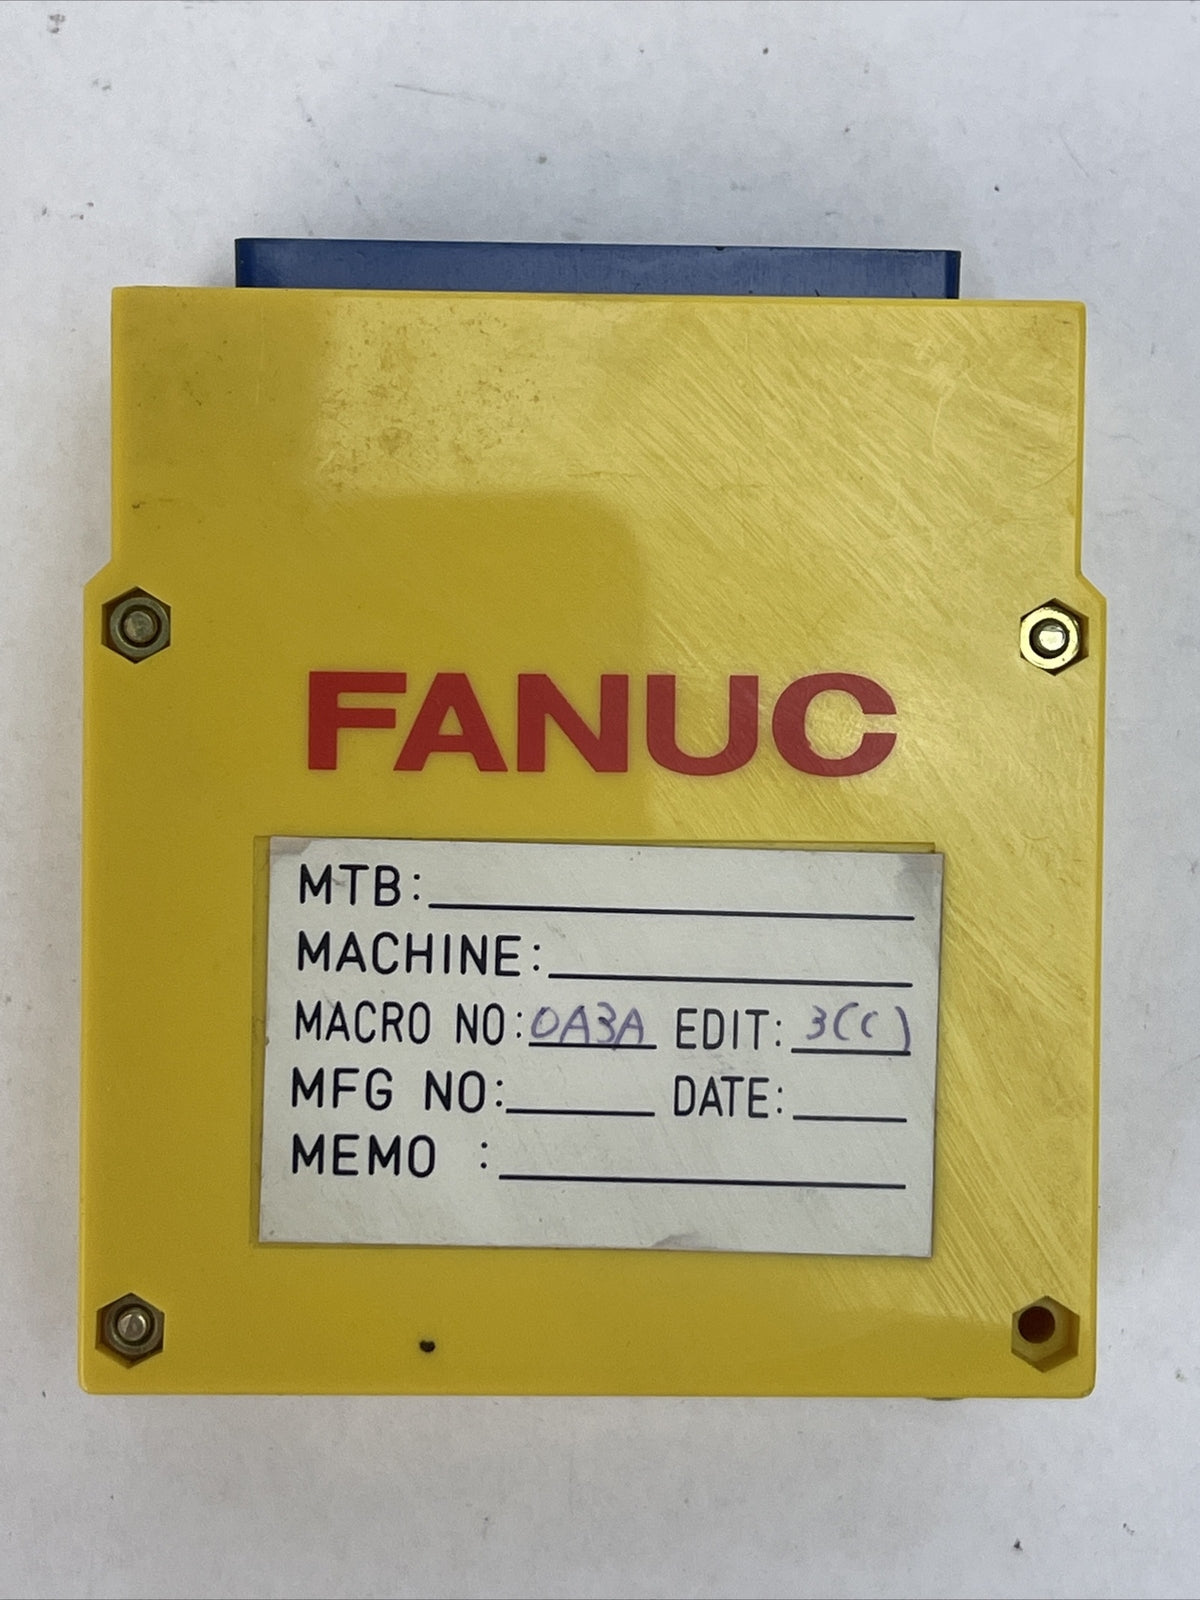 FANUC
MTB:
MACHINE:
MACRO NO: 0A3A EDIT: 3(C)
MFG NO: DATE:
MEMO :